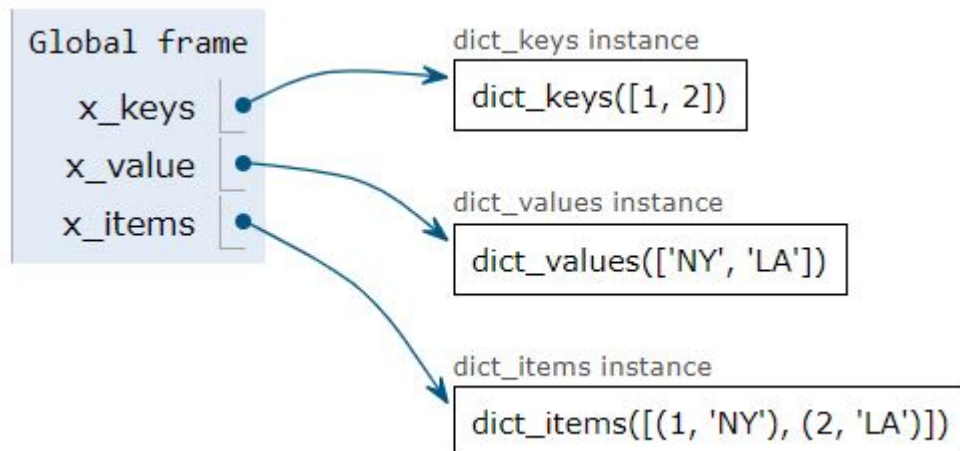 Global frame
x_keys
x_value
x_items
dict_keys instance
dict_keys([1, 2])
dict_values instance
dict_values(['NY', 'LA'])
dict_items instance
dict_items([(1, 'NY'), (2, 'LA')])